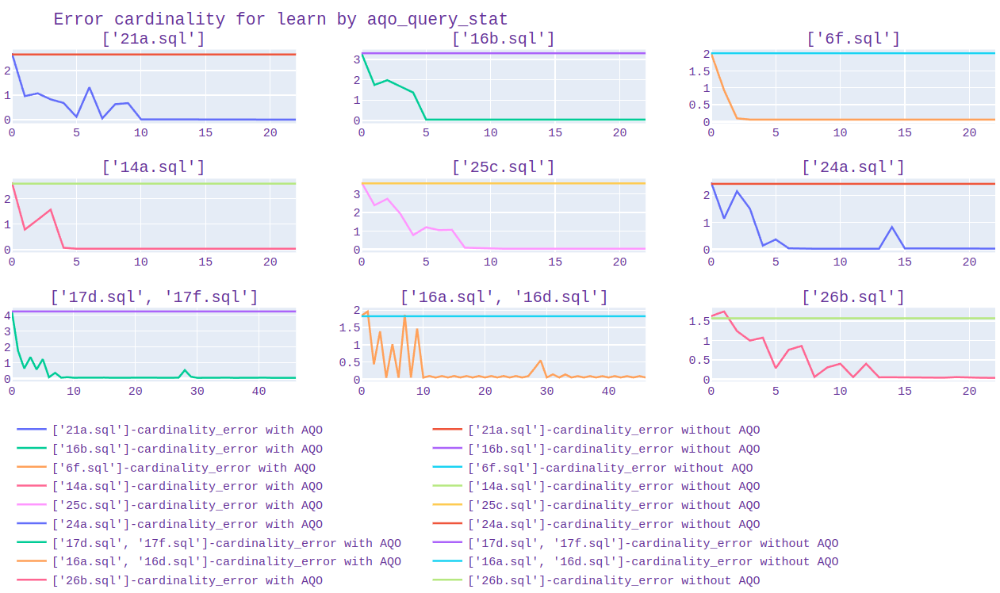 Error cardinality for learn by aqo_query_stat
['21a.sql'] ['16b.sql'] ['6f.sql']
2
1
0
0 5 10 15 20
3
2
1
0
0 5 10 15 20
2
1.5
1
0.5
0
0 5 10 15 20
['14a.sql'] ['25c.sql'] ['24a.sql']
2
1
0
0 5 10 15 20
3
2
1
0
0 5 10 15 20
2
1
0
0 5 10 15 20
['17d.sql', '17f.sql'] ['16a.sql', '16d.sql'] ['26b.sql']
4
3
2
1
0
0 10 20 30 40
2
1.5
1
0.5
0
0 10 20 30 40
1.5
1
0.5
0
0 5 10 15 20
['21a.sql']-cardinality_error with AQO ['21a.sql']-cardinality_error without AQO
['16b.sql']-cardinality_error with AQO ['16b.sql']-cardinality_error without AQO
['6f.sql']-cardinality_error with AQO ['6f.sql']-cardinality_error without AQO
['14a.sql']-cardinality_error with AQO ['14a.sql']-cardinality_error without AQO
['25c.sql']-cardinality_error with AQO ['25c.sql']-cardinality_error without AQO
['24a.sql']-cardinality_error with AQO ['24a.sql']-cardinality_error without AQO
['17d.sql', '17f.sql']-cardinality_error with AQO ['17d.sql', '17f.sql']-cardinality_error without AQO
['16a.sql', '16d.sql']-cardinality_error with AQO ['16a.sql', '16d.sql']-cardinality_error without AQO
['26b.sql']-cardinality_error with AQO ['26b.sql']-cardinality_error without AQO